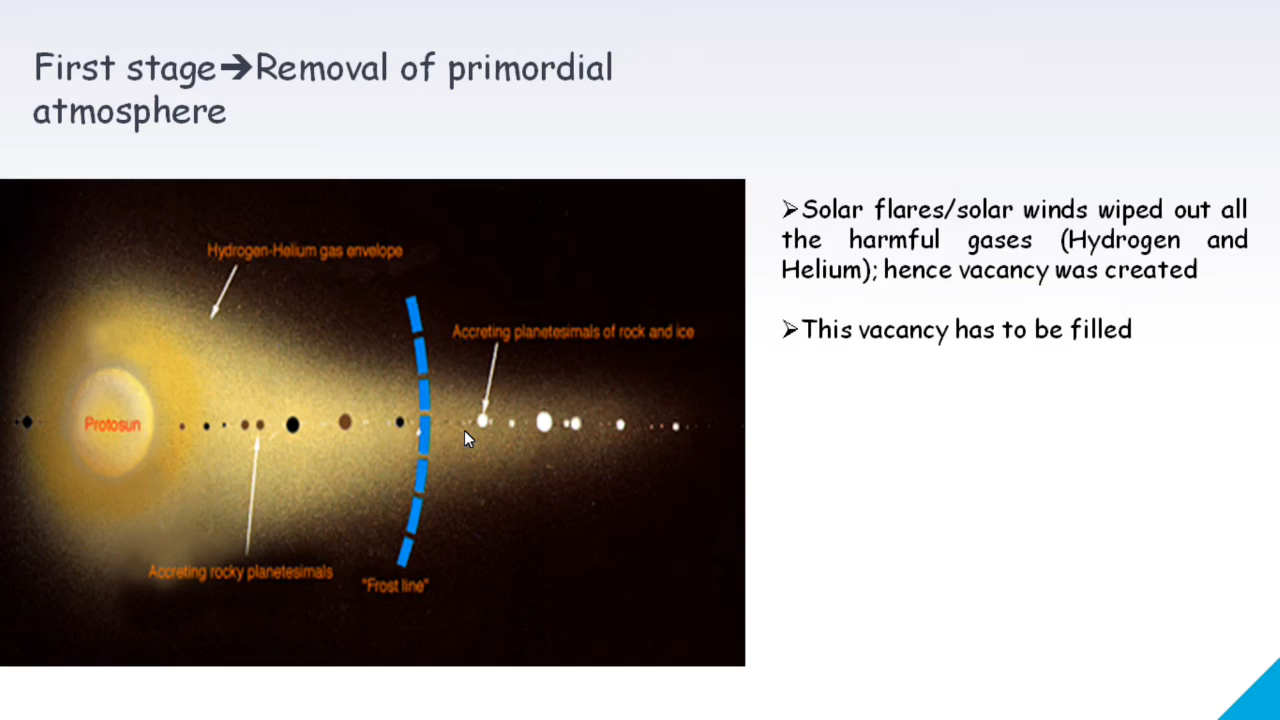 First stage➔Removal of primordial
atmosphere
Hydrogen-Helium gas envelope
Accreting planetesimals of rock and ice
Protosun
Accreting rocky planetesimals
"Frost line"
➢Solar flares/solar winds wiped out all
the harmful gases (Hydrogen and
Helium); hence vacancy was created
➢This vacancy has to be filled